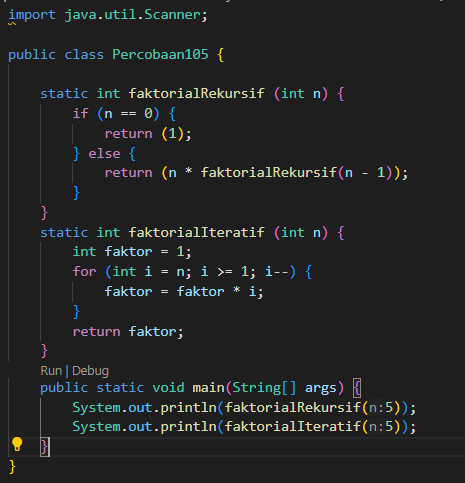 import java.util.Scanner;
public class Percobaan105 {
static int faktorialRekursif (int n) {
if (n == 0) {
return (1);
} else {
return (n * faktorialRekursif(n - 1));
}
}
static int faktorialIteratif (int n) {
int faktor = 1;
for (int i = n; i >= 1; i--) {
faktor = faktor * i;
}
return faktor;
}
Run | Debug
public static void main(String[] args) {
System.out.println(faktorialRekursif(n:5));
System.out.println(faktorialIteratif(n:5));
}
}